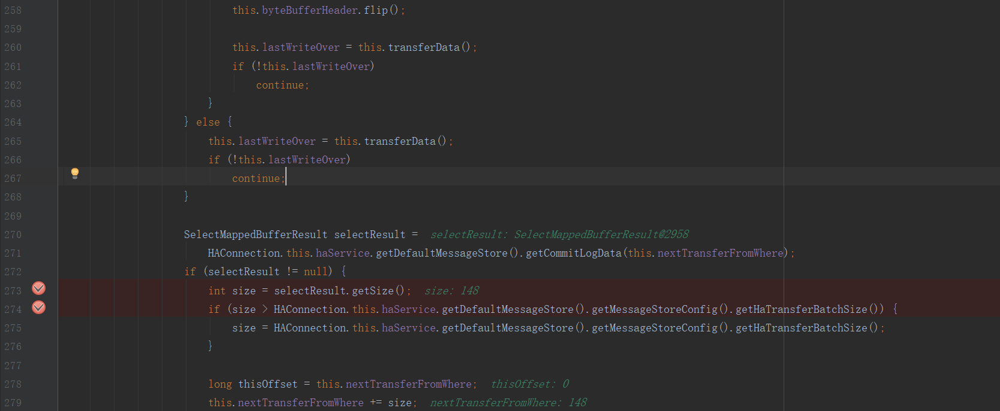 258                                    this.byteBufferHeader.flip();
259
260                                    this.lastWriteOver = this.transferData();
261                                    if (!this.lastWriteOver)
262                                        continue;
263                                }
264                            } else {
265                                this.lastWriteOver = this.transferData();
266                                if (!this.lastWriteOver)
267                                    continue;
268                            }
269
270                            SelectMappedBufferResult selectResult =  selectResult: SelectMappedBufferResult@2958
271                                HAConnection.this.haService.getDefaultMessageStore().getCommitLogData(this.nextTransferFromWhere);
272                            if (selectResult != null) {
273                                int size = selectResult.getSize();  size: 148
274                                if (size > HAConnection.this.haService.getDefaultMessageStore().getMessageStoreConfig().getHaTransferBatchSize()) {
275                                    size = HAConnection.this.haService.getDefaultMessageStore().getMessageStoreConfig().getHaTransferBatchSize();
276                                }
277
278                                long thisOffset = this.nextTransferFromWhere;  thisOffset: 0
279                                this.nextTransferFromWhere += size;  nextTransferFromWhere: 148